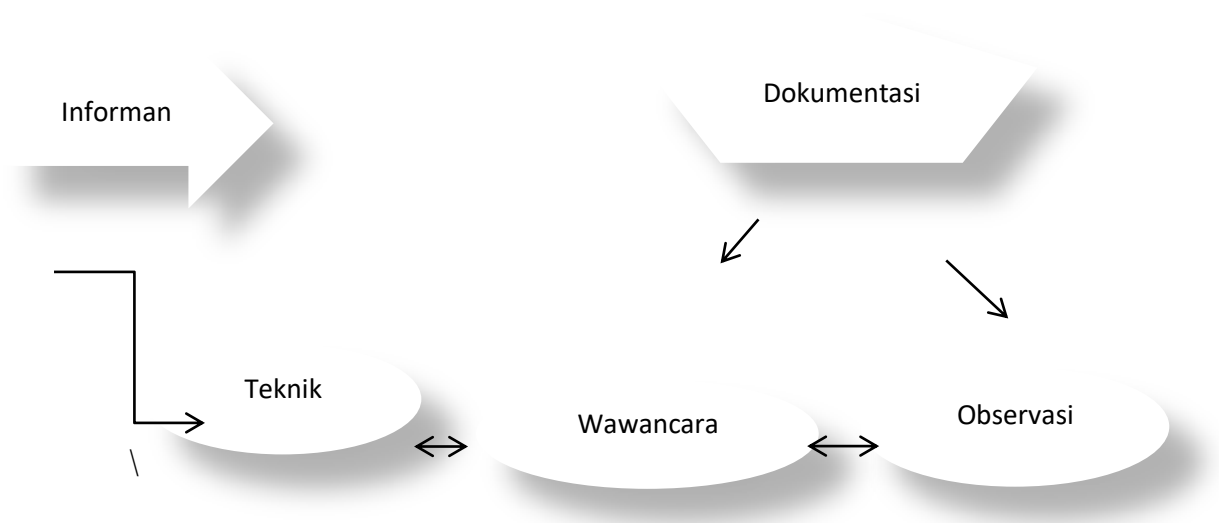 Informan
Dokumentasi
Teknik
Wawancara
Observasi
\